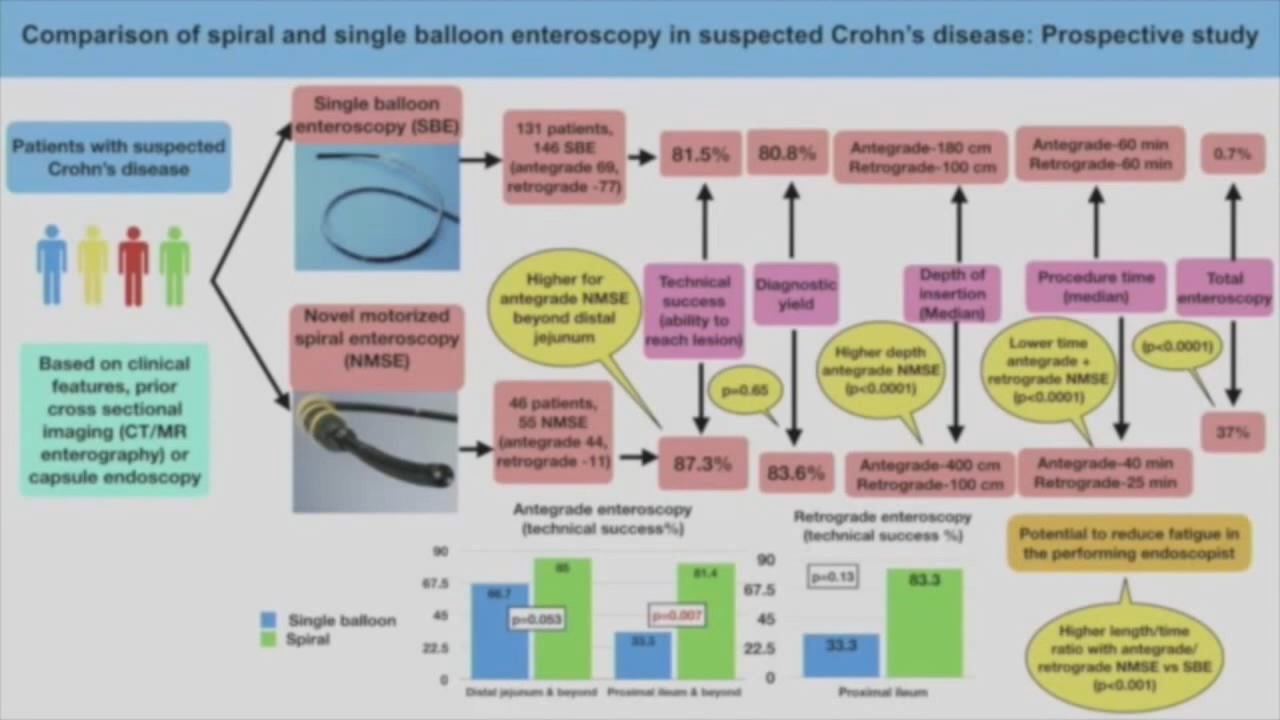 Comparison of spiral and single balloon enteroscopy in suspected Crohn's disease: Prospective study
Patients with suspected
Crohn's disease
Based on clinical
features, prior
cross sectional
imaging (CT/MR
enterography) or
capsule endoscopy
Single balloon
enteroscopy (SBE)
Novel motorized
spiral enteroscopy
(NMSE)
131 patients,
146 SBE
(antegrade 69,
retrograde -77)
81.5%
80.8%
Antegrade-180 cm
Retrograde-100 cm
Antegrade-60 min
Retrograde-60 min
0.7%
Higher for
antegrade NMSE
beyond distal
jejunum
Technical
success
(ability to
reach lesion)
Diagnostic
yield
Depth of
insertion
(Median)
Procedure time
(median)
Total
enteroscopy
p=0.65
Higher depth
antegrade NMSE
(p<0.0001)
Lower time
antegrade +
retrograde NMSE
(p<0.0001)
(p<0.0001)
46 patients,
55 NMSE
(antegrade 44,
retrograde -11)
87.3%
83.6%
Antegrade-400 cm
Retrograde-100 cm
Antegrade-40 min
Retrograde-25 min
37%
Single balloon
Spiral
Antegrade enteroscopy
(technical success%)
90
67.5
45
22.5
0
66.7
85
p=0.053
33.3
81.4
p=0.007
Distal jejunum & beyond
Proximal ileum & beyond
Retrograde enteroscopy
(technical success %)
90
67.5
45
22.5
0
p=0.13
33.3
83.3
Proximal ileum
Potential to reduce fatigue in
the performing endoscopist
Higher length/time
ratio with antegrade/
retrograde NMSE vs SBE
(p<0.001)